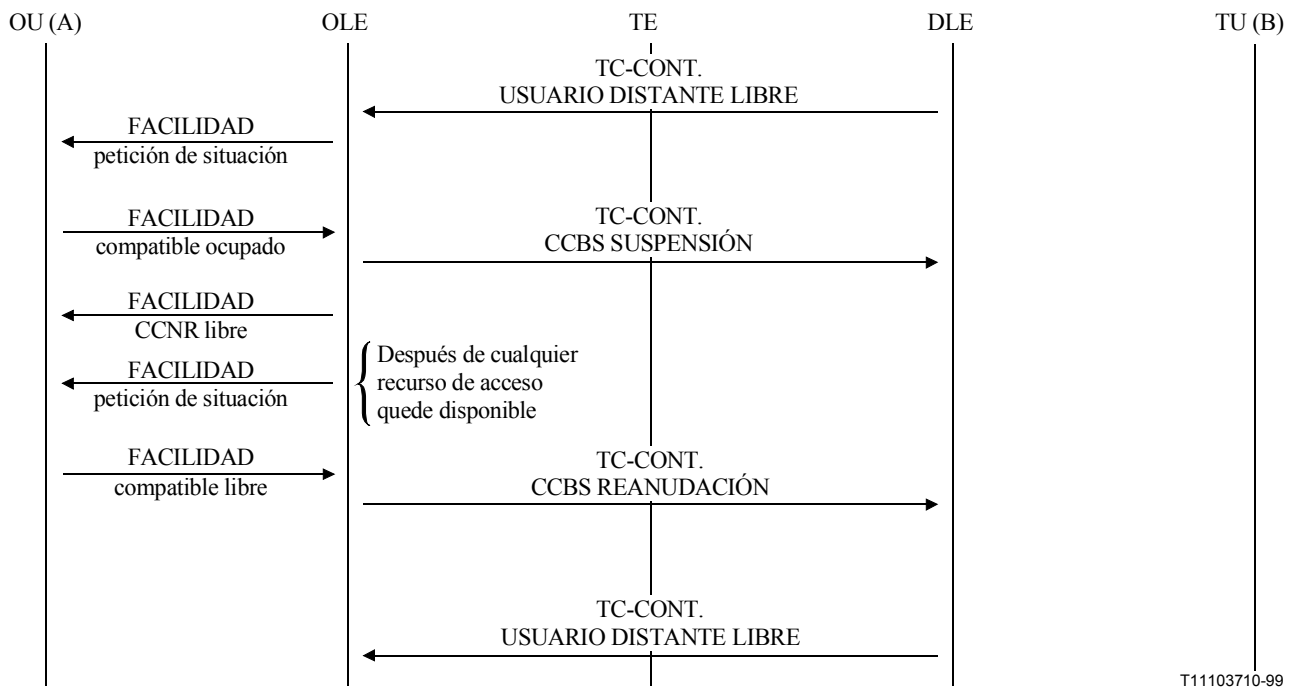 OU (A)
OLE
TE
DLE
TU (B)
TC-CONT.
USUARIO DISTANTE LIBRE
FACILIDAD
petición de situación
FACILIDAD
compatible ocupado
TC-CONT.
CCBS SUSPENSIÓN
FACILIDAD
CCNR libre
FACILIDAD
petición de situación
Después de cualquier
recurso de acceso
quede disponible
FACILIDAD
compatible libre
TC-CONT.
CCBS REANUDACIÓN
TC-CONT.
USUARIO DISTANTE LIBRE
T11103710-99